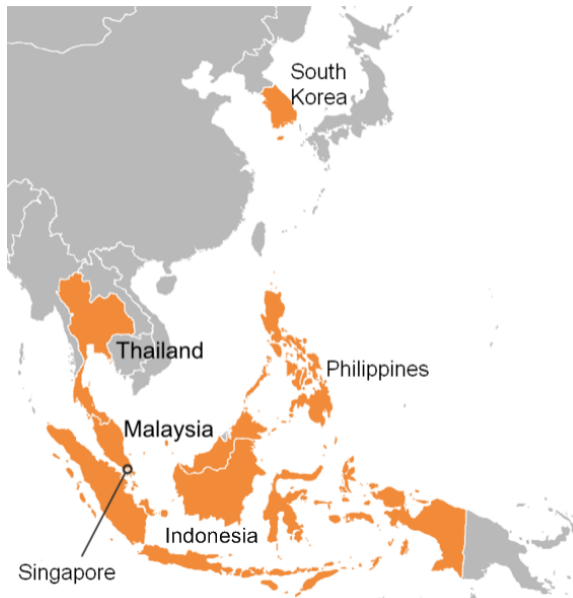 South
Korea
Thailand
Philippines
Malaysia
Indonesia
Singapore